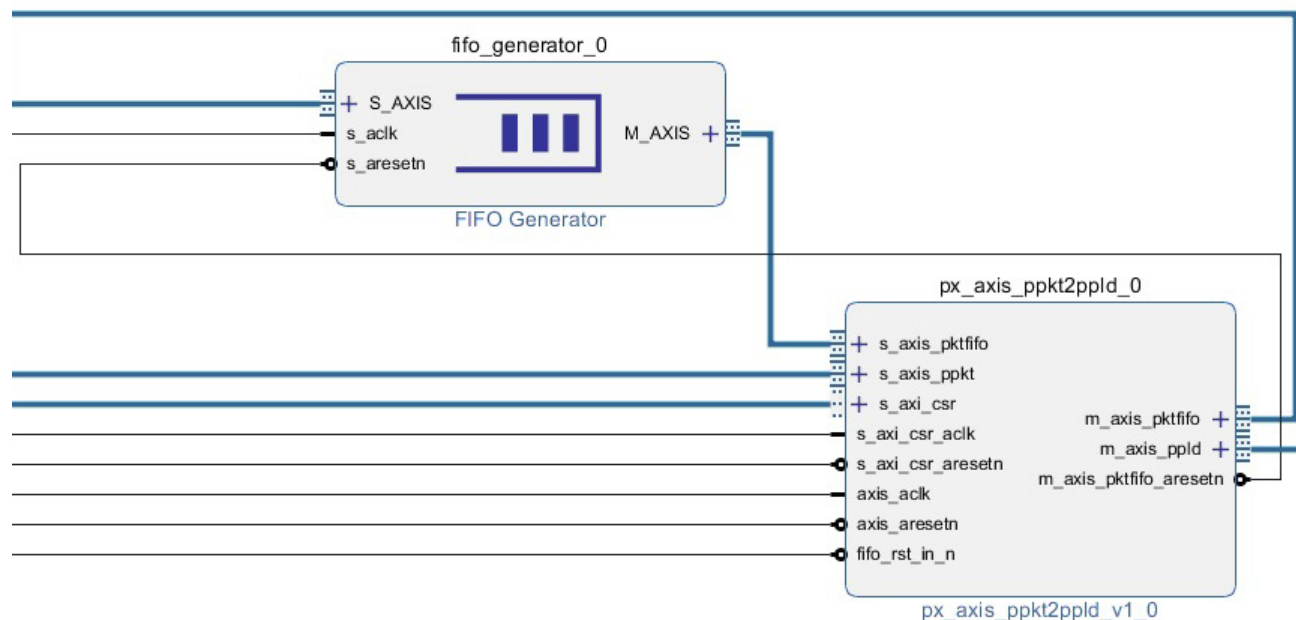 fifo_generator_0
S_AXIS
s_aclk
s_aresetn
M_AXIS
FIFO Generator
px_axis_ppkt2ppld_0
s_axis_pktfifo
s_axis_ppkt
s_axi_csr
s_axi_csr_aclk
s_axi_csr_aresetn
axis_aclk
axis_aresetn
fifo_rst_in_n
m_axis_pktfifo
m_axis_ppld
m_axis_pktfifo_aresetn
px_axis_ppkt2ppld_v1_0